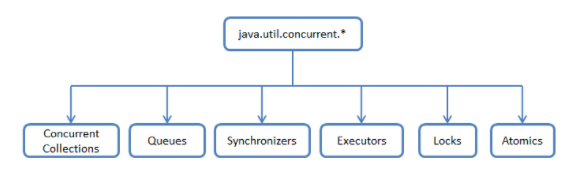 java.util.concurrent.*
Concurrent
Collections
Queues
Synchronizers
Executors
Locks
Atomics